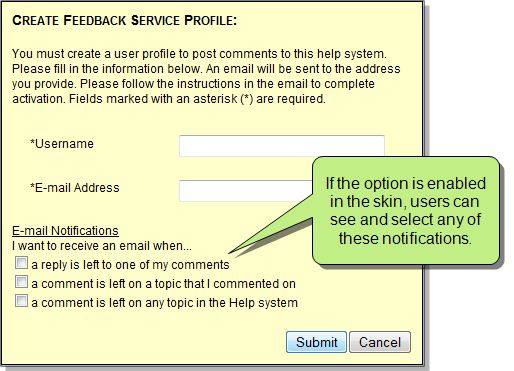 CREATE FEEDBACK SERVICE PROFILE:
You must create a user profile to post comments to this help system.
Please fill in the information below. An email will be sent to the address
you provide. Please follow the instructions in the email to complete
activation. Fields marked with an asterisk (*) are required.
*Username
*E-mail Address
If the option is enabled
in the skin, users can
see and select any of
these notifications.
E-mail Notifications
I want to receive an email when...
a reply is left to one of my comments
a comment is left on a topic that I commented on
a comment is left on any topic in the Help system
Submit Cancel